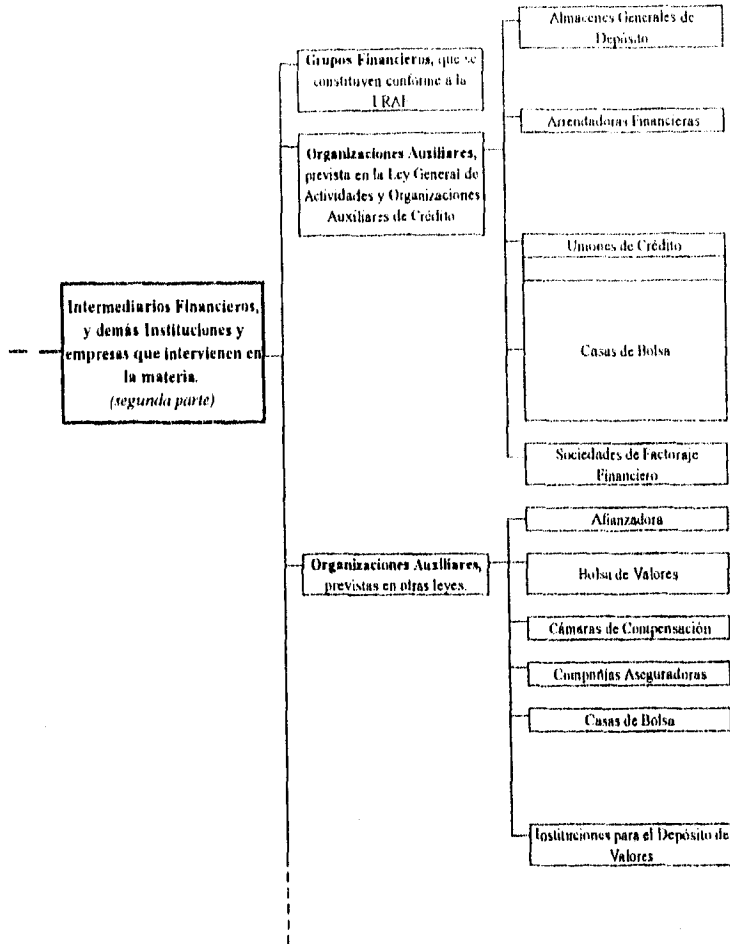 Intermediarios Financieros,
y demás Instituciones y
empresas que intervienen en
la materia.
(segunda parte)
Grupos Financieros, que se
constituyen conforme a la
LRAF
Organizaciones Auxiliares,
prevista en la Ley General de
Actividades y Organizaciones
Auxiliares de Crédito
Almacenes Generales de
Depósito
Arrendadoras Financieras
Uniones de Crédito
Casas de Bolsa
Sociedades de Factoraje
Financiero
Organizaciones Auxiliares,
previstas en otras leyes.
Afianzadora
Bolsa de Valores
Cámaras de Compensación
Compañías Aseguradoras
Casas de Bolsa
Instituciones para el Depósito de
Valores